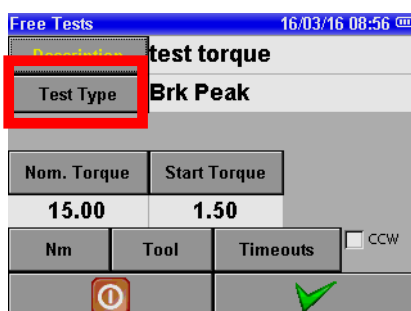 Free Tests 16/03/16 08:56
Description test torque
Test Type Brk Peak
Nom. Torque Start Torque
15.00 1.50
Nm Tool Timeouts CCW